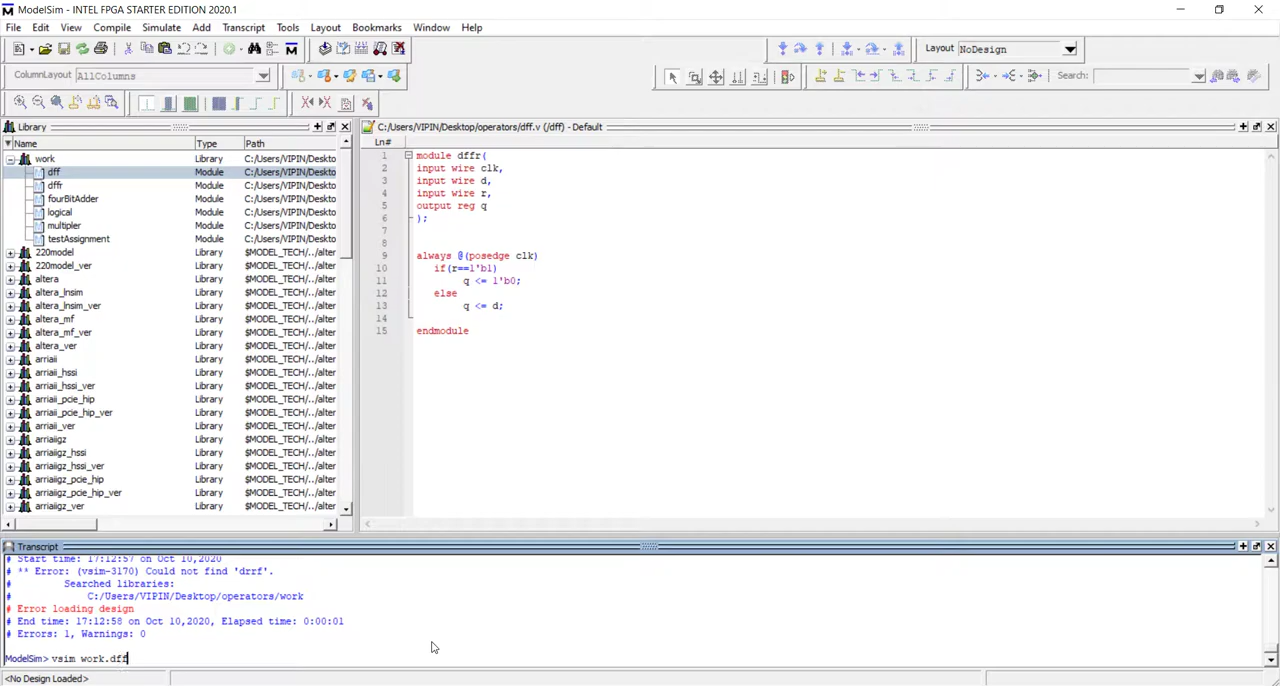 ModelSim - INTEL FPGA STARTER EDITION 2020.1
File Edit View Compile Simulate Add Transcript Tools Layout Bookmarks Window Help
Layout NoDesign
ColumnLayout AllColumns
Search:
Library
Name Type Path
work Library C:/Users/VIPIN/Deskto
dff Module C:/Users/VIPIN/Deskto
dffr Module C:/Users/VIPIN/Deskto
fourBitAdder Module C:/Users/VIPIN/Deskto
logical Module C:/Users/VIPIN/Deskto
multipler Module C:/Users/VIPIN/Deskto
testAssignment Module C:/Users/VIPIN/Deskto
220model Library $MODEL_TECH/../alter
220model_ver Library $MODEL_TECH/../alter
altera Library $MODEL_TECH/../alter
altera_lnsim Library $MODEL_TECH/../alter
altera_lnsim_ver Library $MODEL_TECH/../alter
altera_mf Library $MODEL_TECH/../alter
altera_mf_ver Library $MODEL_TECH/../alter
altera_ver Library $MODEL_TECH/../alter
arriaii Library $MODEL_TECH/../alter
arriaii_hssi Library $MODEL_TECH/../alter
arriaii_hssi_ver Library $MODEL_TECH/../alter
arriaii_pcie_hip Library $MODEL_TECH/../alter
arriaii_pcie_hip_ver Library $MODEL_TECH/../alter
arriaii_ver Library $MODEL_TECH/../alter
arriaiigz Library $MODEL_TECH/../alter
arriaiigz_hssi Library $MODEL_TECH/../alter
arriaiigz_hssi_ver Library $MODEL_TECH/../alter
arriaiigz_pcie_hip Library $MODEL_TECH/../alter
arriaiigz_pcie_hip_ver Library $MODEL_TECH/../alter
arriaiigz_ver Library $MODEL_TECH/../alter
C:/Users/VIPIN/Desktop/operators/dff.v (/dff) - Default
Ln#
1 module dffr(
2 input wire clk,
3 input wire d,
4 input wire r,
5 output reg q
6 );
7
8
9 always @(posedge clk)
10 if(r==1'b1)
11 q <= 1'b0;
12 else
13 q <= d;
14
15 endmodule
Transcript
# Start time: 17:12:57 on Oct 10,2020
# ** Error: (vsim-3170) Could not find 'drrf'.
# Searched libraries:
# C:/Users/VIPIN/Desktop/operators/work
# Error loading design
# End time: 17:12:58 on Oct 10,2020, Elapsed time: 0:00:01
# Errors: 1, Warnings: 0
ModelSim> vsim work.dff
<No Design Loaded>